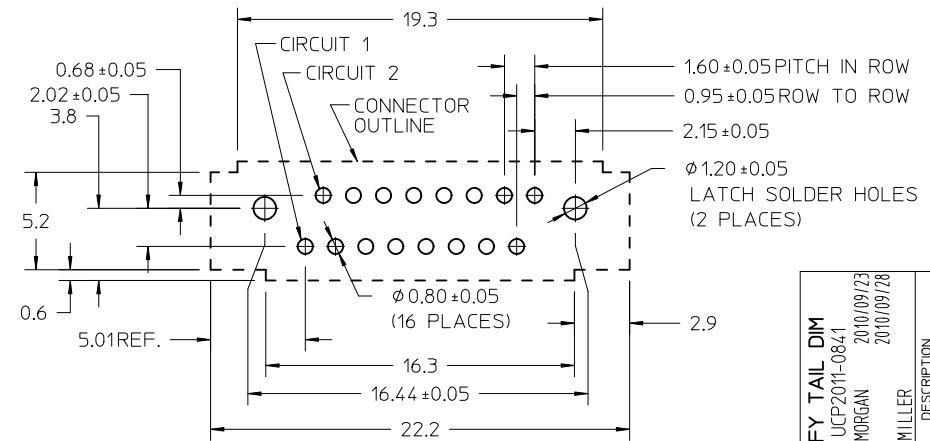 19.3
CIRCUIT 1
0.68±0.05
CIRCUIT 2
1.60±0.05 PITCH IN ROW
2.02±0.05
0.95±0.05 ROW TO ROW
3.8
CONNECTOR
OUTLINE
2.15±0.05
Ø1.20±0.05
LATCH SOLDER HOLES
(2 PLACES)
5.2
Ø0.80±0.05
(16 PLACES)
0.6
5.01 REF.
2.9
16.3
16.44±0.05
22.2
FY TAIL DIM
UCP2011-0841
MORGAN 2010/09/23
2010/09/28
MILLER
DESCRIPTION